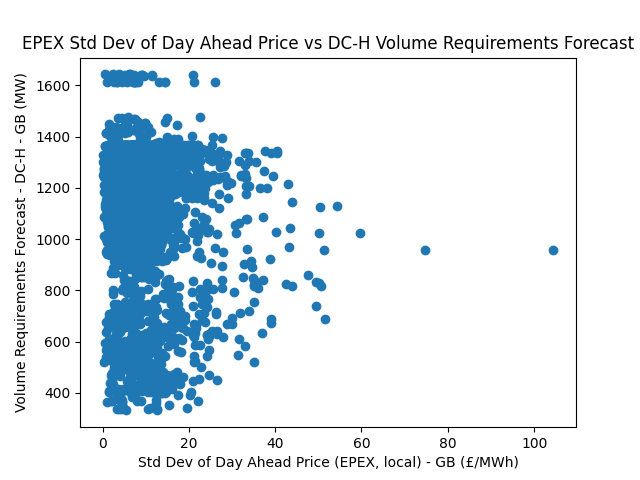 EPEX Std Dev of Day Ahead Price vs DC-H Volume Requirements Forecast
Volume Requirements Forecast - DC-H - GB (MW)
1600
1400
1200
1000
800
600
400
0 20 40 60 80 100
Std Dev of Day Ahead Price (EPEX, local) - GB (£/MWh)